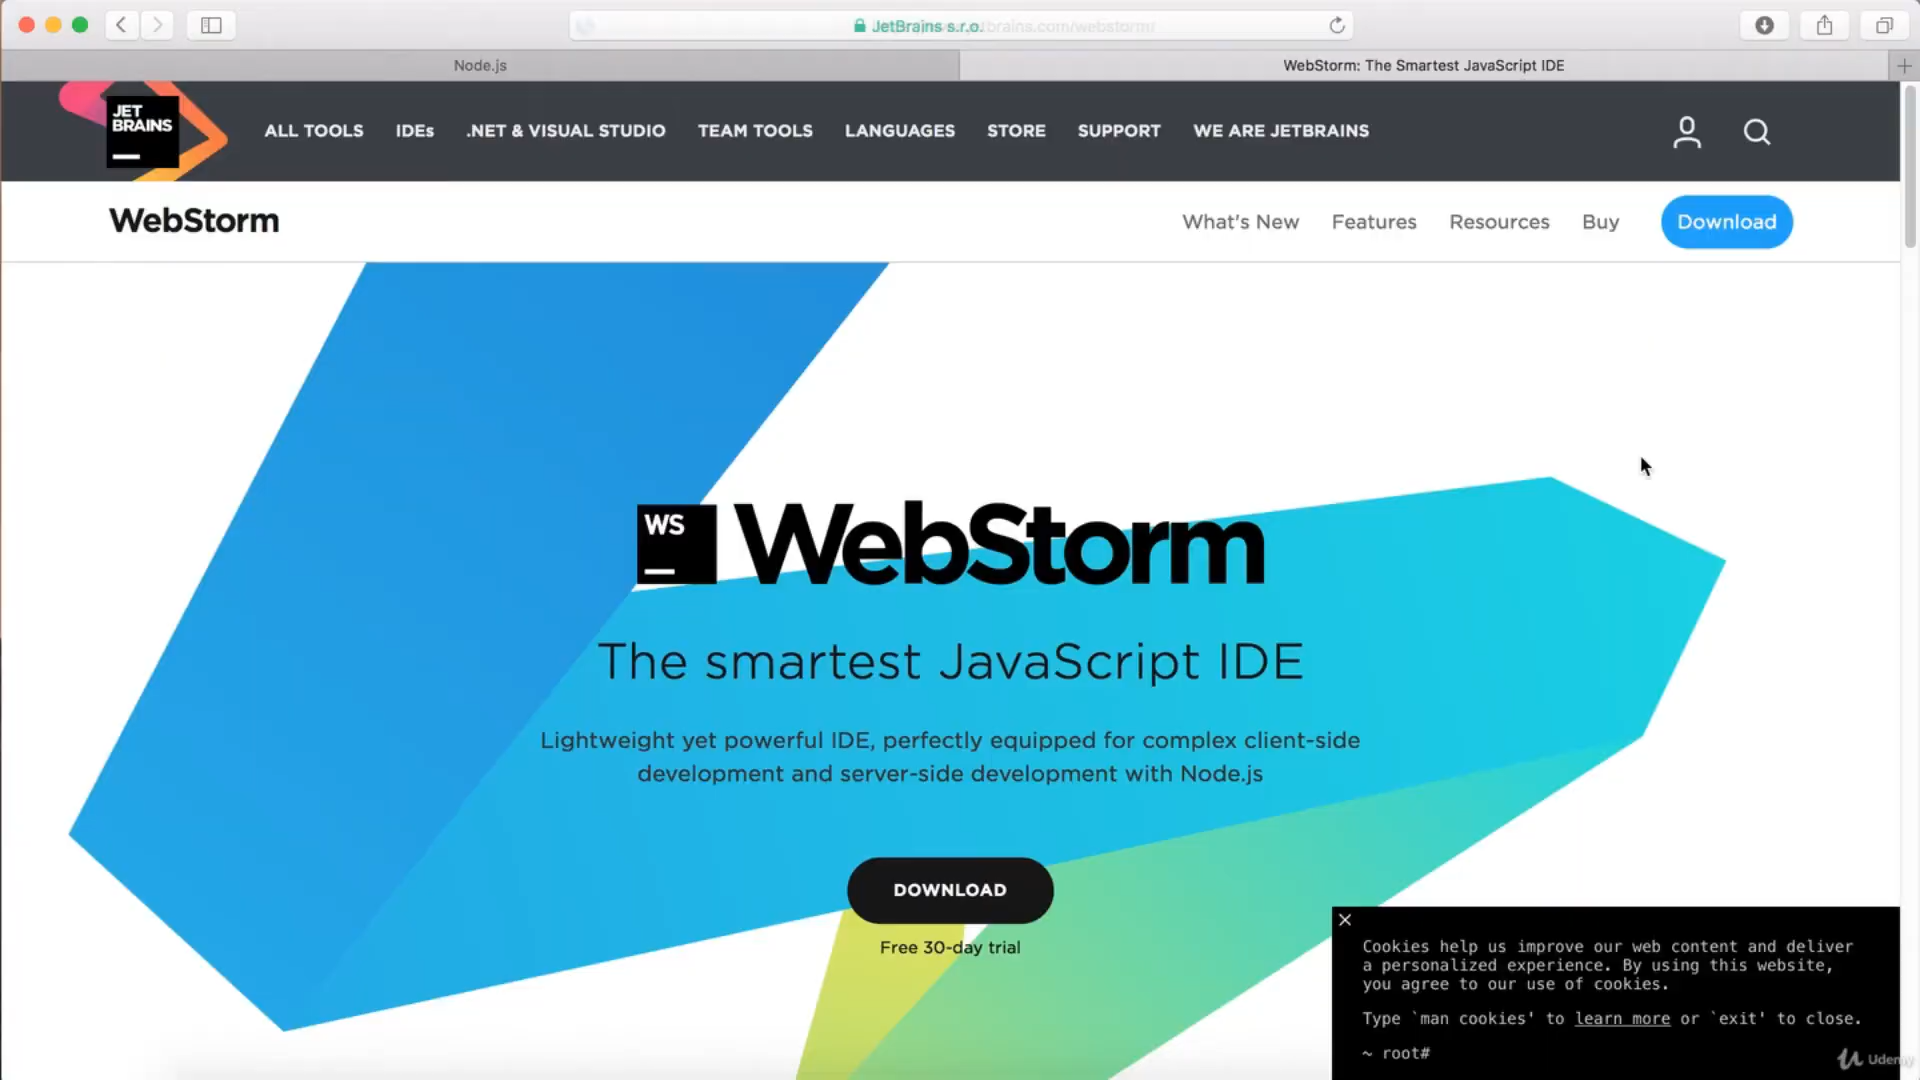 JetBrains s.r.o.
Node.js
WebStorm: The Smartest JavaScript IDE
JET
BRAINS
ALL TOOLS IDEs .NET & VISUAL STUDIO TEAM TOOLS LANGUAGES STORE SUPPORT WE ARE JETBRAINS
WebStorm
What's New Features Resources Buy Download
WS
WebStorm
The smartest JavaScript IDE
Lightweight yet powerful IDE, perfectly equipped for complex client-side
development and server-side development with Node.js
DOWNLOAD
Free 30-day trial
Cookies help us improve our web content and deliver
a personalized experience. By using this website,
you agree to our use of cookies.
Type `man cookies' to learn more or `exit' to close.
~ root#
Udemy